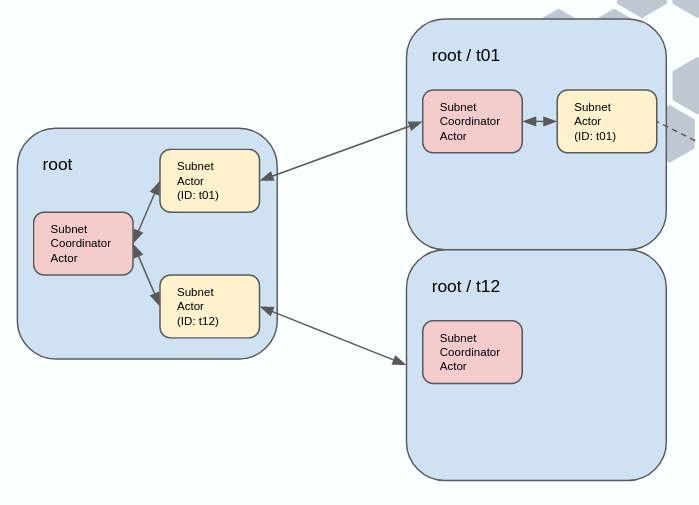 root
Subnet
Coordinator
Actor
Subnet
Actor
(ID: t01)
Subnet
Actor
(ID: t12)
root / t01
Subnet
Coordinator
Actor
Subnet
Actor
(ID: t01)
root / t12
Subnet
Coordinator
Actor